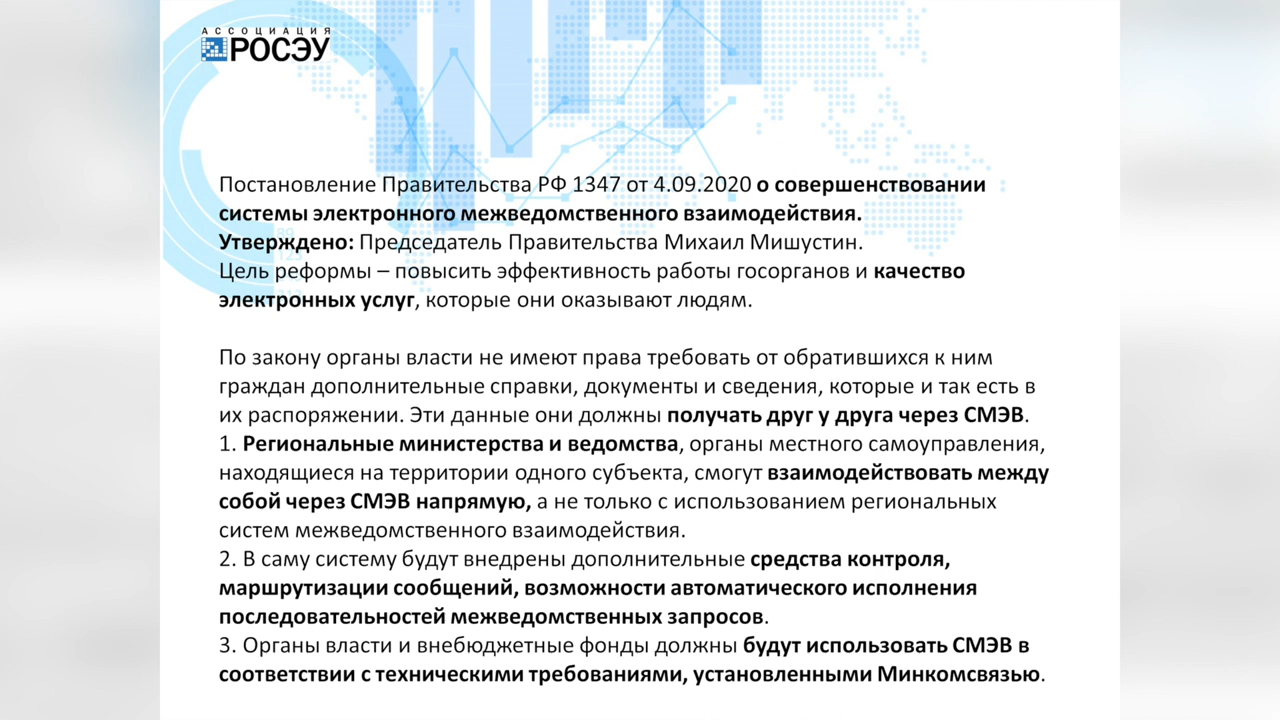 АССОЦИАЦИЯ
РОСЭУ
Постановление Правительства РФ 1347 от 4.09.2020 о совершенствовании
системы электронного межведомственного взаимодействия.
Утверждено: Председатель Правительства Михаил Мишустин.
Цель реформы – повысить эффективность работы госорганов и качество
электронных услуг, которые они оказывают людям.
По закону органы власти не имеют права требовать от обратившихся к ним
граждан дополнительные справки, документы и сведения, которые и так есть в
их распоряжении. Эти данные они должны получать друг у друга через СМЭВ.
1. Региональные министерства и ведомства, органы местного самоуправления,
находящиеся на территории одного субъекта, смогут взаимодействовать между
собой через СМЭВ напрямую, а не только с использованием региональных
систем межведомственного взаимодействия.
2. В саму систему будут внедрены дополнительные средства контроля,
маршрутизации сообщений, возможности автоматического исполнения
последовательностей межведомственных запросов.
3. Органы власти и внебюджетные фонды должны будут использовать СМЭВ в
соответствии с техническими требованиями, установленными Минкомсвязью.